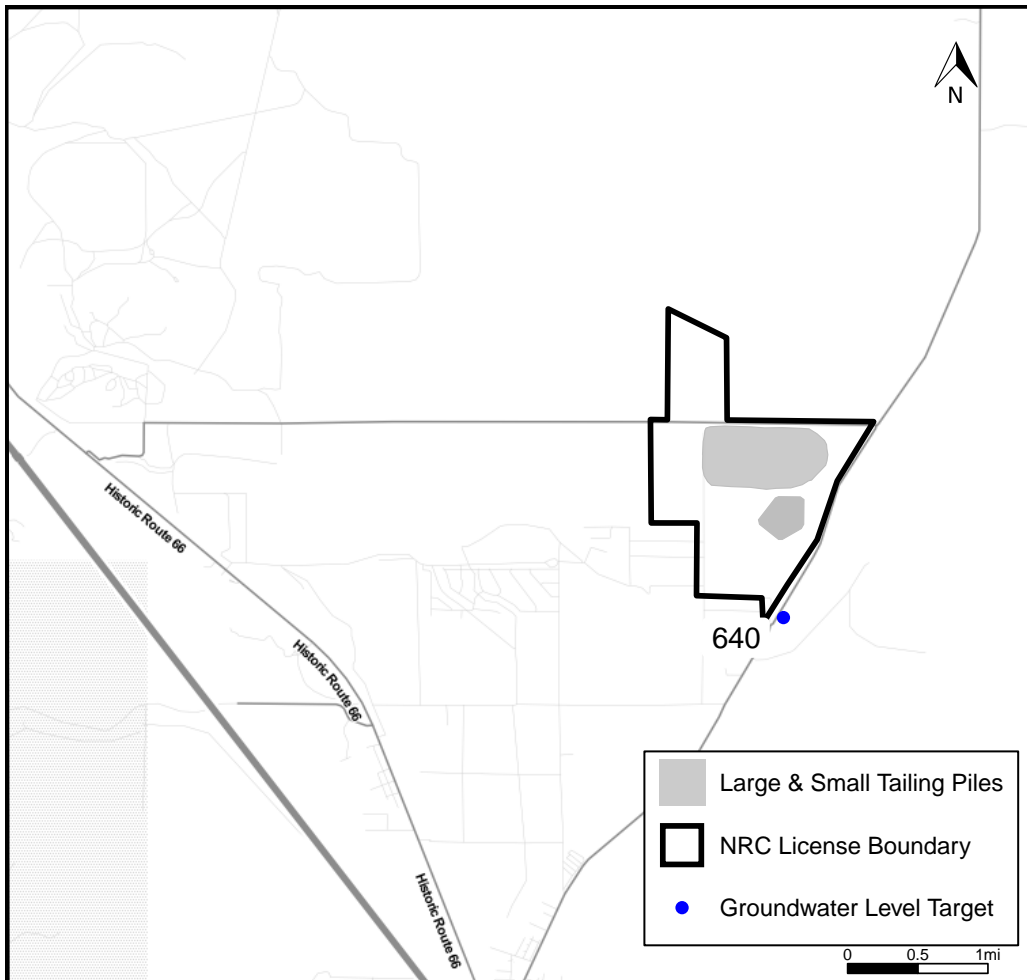 N
Historic Route 66
Historic Route 66
640
Historic Route 66
Large & Small Tailing Piles
NRC License Boundary
Groundwater Level Target
0 0.5 1mi